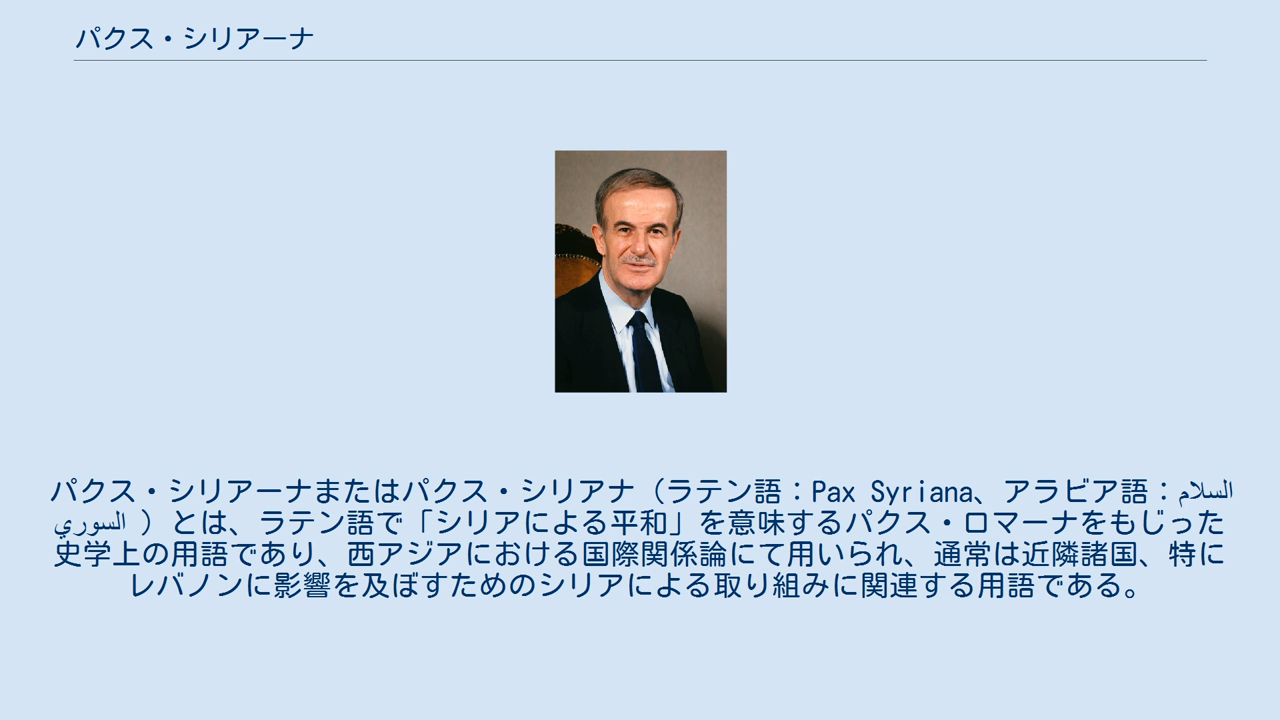 パクス・シリアーナ
パクス・シリアーナまたはパクス・シリアナ（ラテン語：Pax Syriana、アラビア語：السلام
السوري ）とは、ラテン語で「シリアによる平和」を意味するパクス・ロマーナをもじった
史学上の用語であり、西アジアにおける国際関係論にて用いられ、通常は近隣諸国、特に
レバノンに影響を及ぼすためのシリアによる取り組みに関連する用語である。